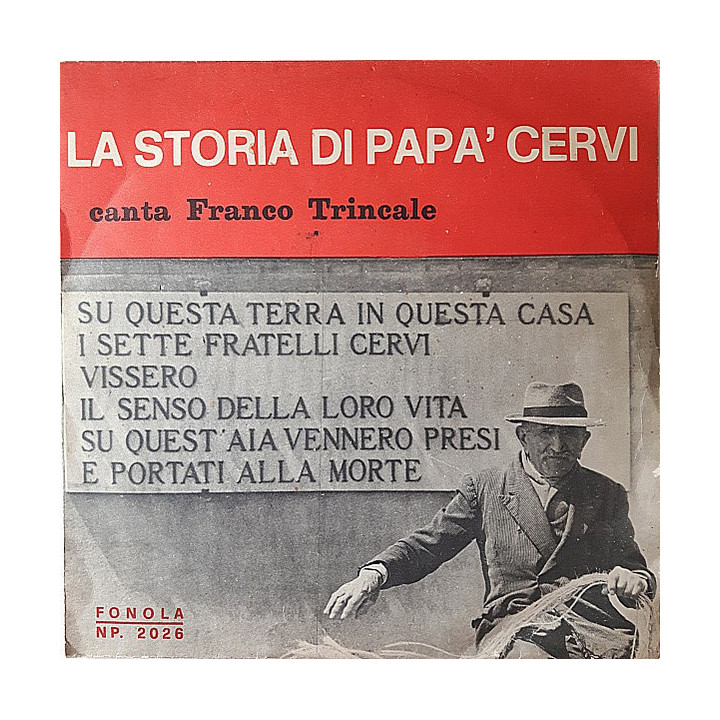 LA STORIA DI PAPA' CERVI
canta Franco Trincale
SU QUESTA TERRA IN QUESTA CASA
I SETTE FRATELLI CERVI
VISSERO
IL SENSO DELLA LORO VITA
SU QUEST'AIA VENNERO PRESI
E PORTATI ALLA MORTE
FONOLA
NP. 2026